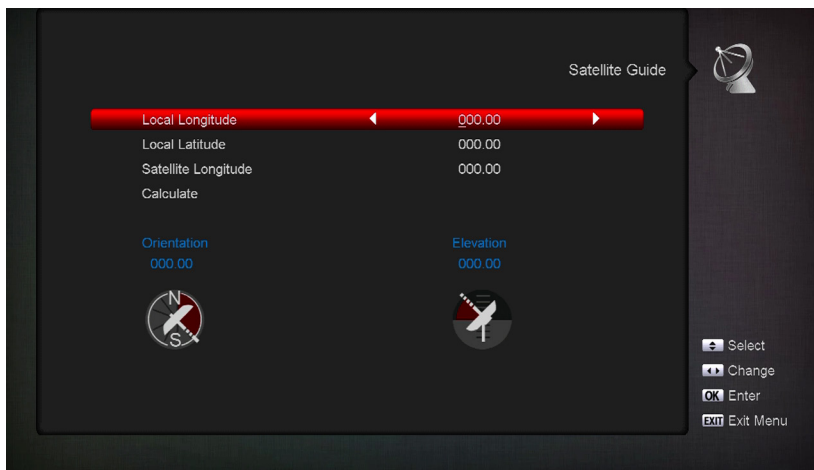 Satellite Guide
Local Longitude 000.00
Local Latitude 000.00
Satellite Longitude 000.00
Calculate
Orientation Elevation
000.00 000.00
N
S
Select
Change
OK Enter
EXIT Exit Menu